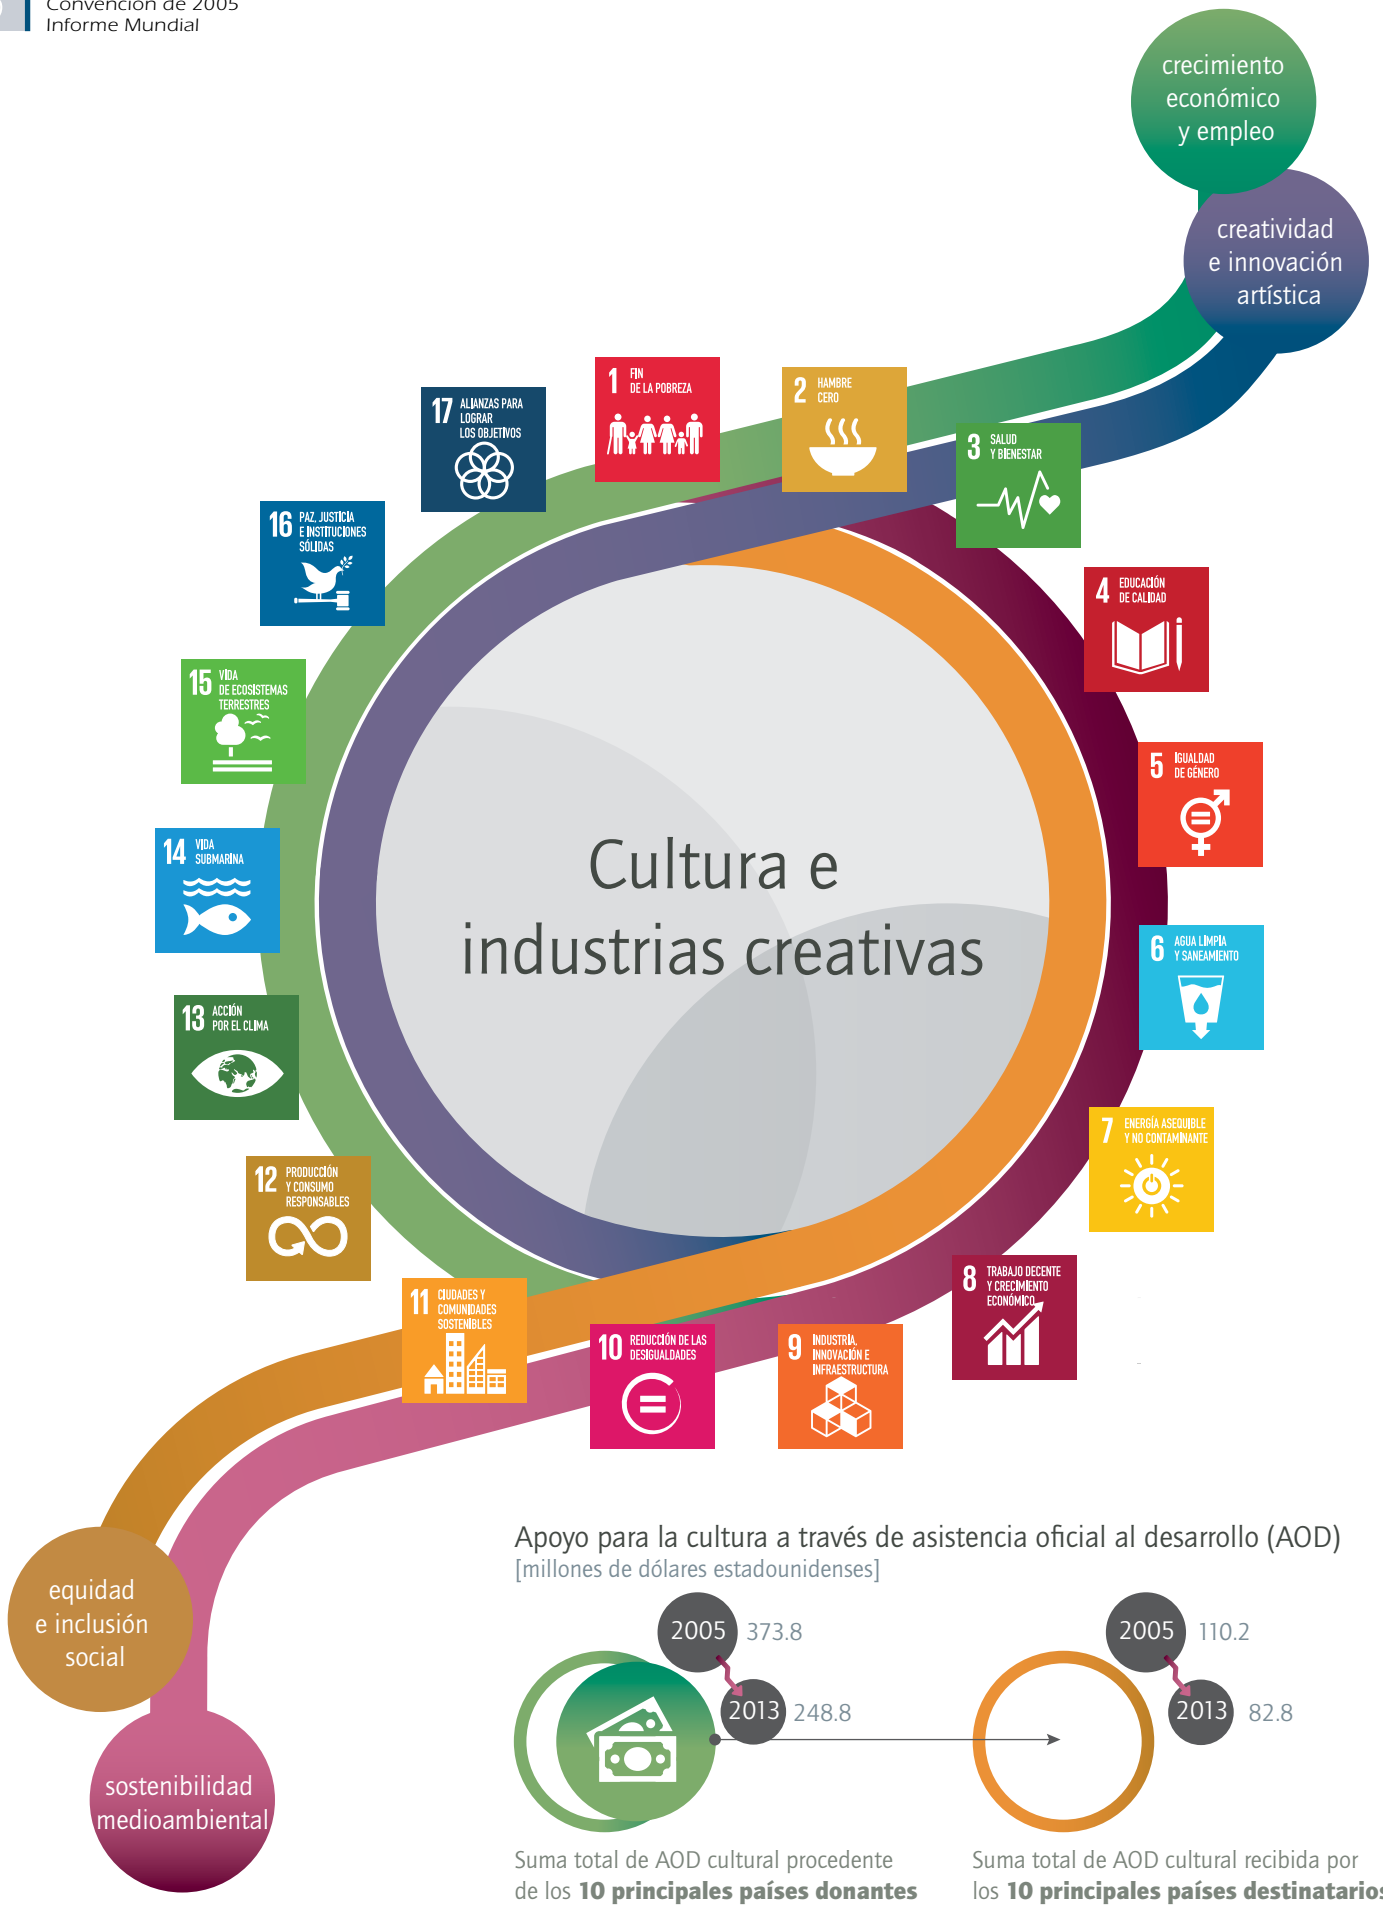 Convención de 2005
Informe Mundial
crecimiento
económico
y empleo
creatividad
e innovación
artística
1 FIN
DE LA POBREZA
2 HAMBRE
CERO
3 SALUD
Y BIENESTAR
4 EDUCACIÓN
DE CALIDAD
5 IGUALDAD
DE GÉNERO
6 AGUA LIMPIA
Y SANEAMIENTO
7 ENERGÍA ASEQUIBLE
Y NO CONTAMINANTE
8 TRABAJO DECENTE
Y CRECIMIENTO
ECONÓMICO
9 INDUSTRIA,
INNOVACIÓN E
INFRAESTRUCTURA
10 REDUCCIÓN DE LAS
DESIGUALDADES
11 CIUDADES Y
COMUNIDADES
SOSTENIBLES
12 PRODUCCIÓN
Y CONSUMO
RESPONSABLES
13 ACCIÓN
POR EL CLIMA
14 VIDA
SUBMARINA
15 VIDA
DE ECOSISTEMAS
TERRESTRES
16 PAZ, JUSTICIA
E INSTITUCIONES
SÓLIDAS
17 ALIANZAS PARA
LOGRAR
LOS OBJETIVOS
Cultura e
industrias creativas
equidad
e inclusión
social
sostenibilidad
medioambiental
Apoyo para la cultura a través de asistencia oficial al desarrollo (AOD)
[millones de dólares estadounidenses]
2005 373.8
2013 248.8
Suma total de AOD cultural procedente
de los 10 principales países donantes
2005 110.2
2013 82.8
Suma total de AOD cultural recibida por
los 10 principales países destinatarios